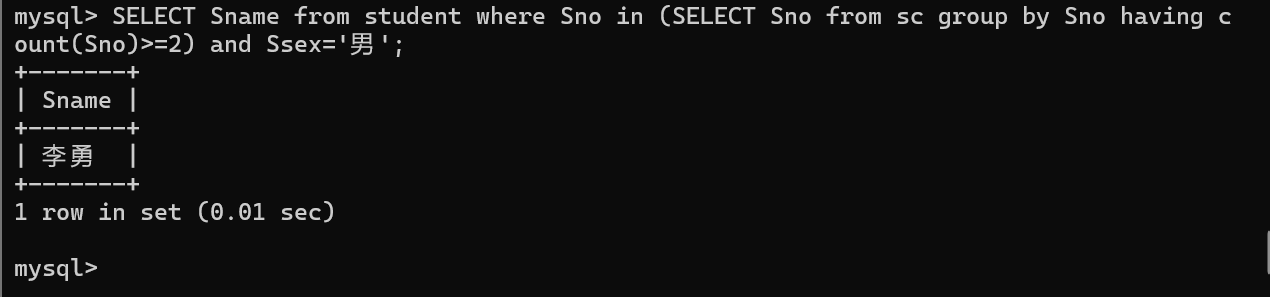 mysql> SELECT Sname from student where Sno in (SELECT Sno from sc group by Sno having c
ount(Sno)>=2) and Ssex='男';
+-------+
| Sname |
+-------+
| 李勇  |
+-------+
1 row in set (0.01 sec)
mysql>